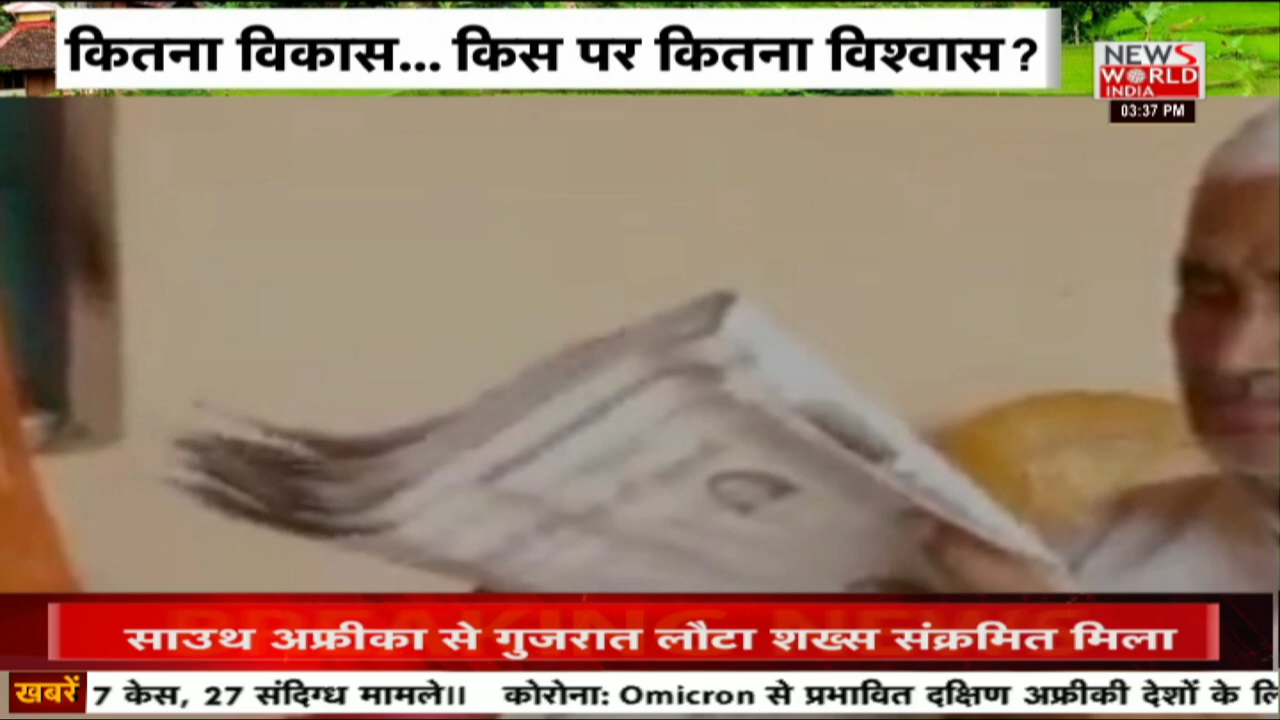 कितना विकास... किस पर कितना विश्वास?
NEWS
WORLD
INDIA
03:37 PM
साउथ अफ्रीका से गुजरात लौटा शख्स संक्रमित मिला
खबरें 7 केस, 27 संदिग्ध मामले।। कोरोना: Omicron से प्रभावित दक्षिण अफ्रीकी देशों के